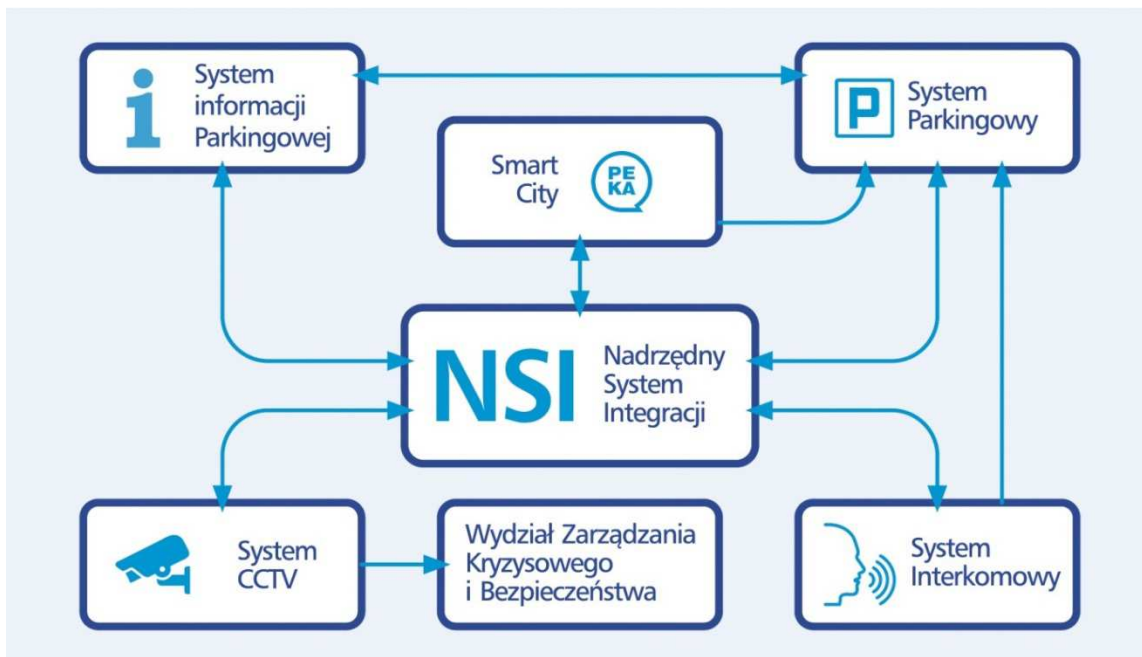 System
informacji
Parkingowej
P
System
Parkingowy
Smart
City
PE
KA
NSI
Nadrzędny
System
Integracji
System
CCTV
Wydział Zarządzania
Kryzysowego
i Bezpieczeństwa
System
Interkomowy